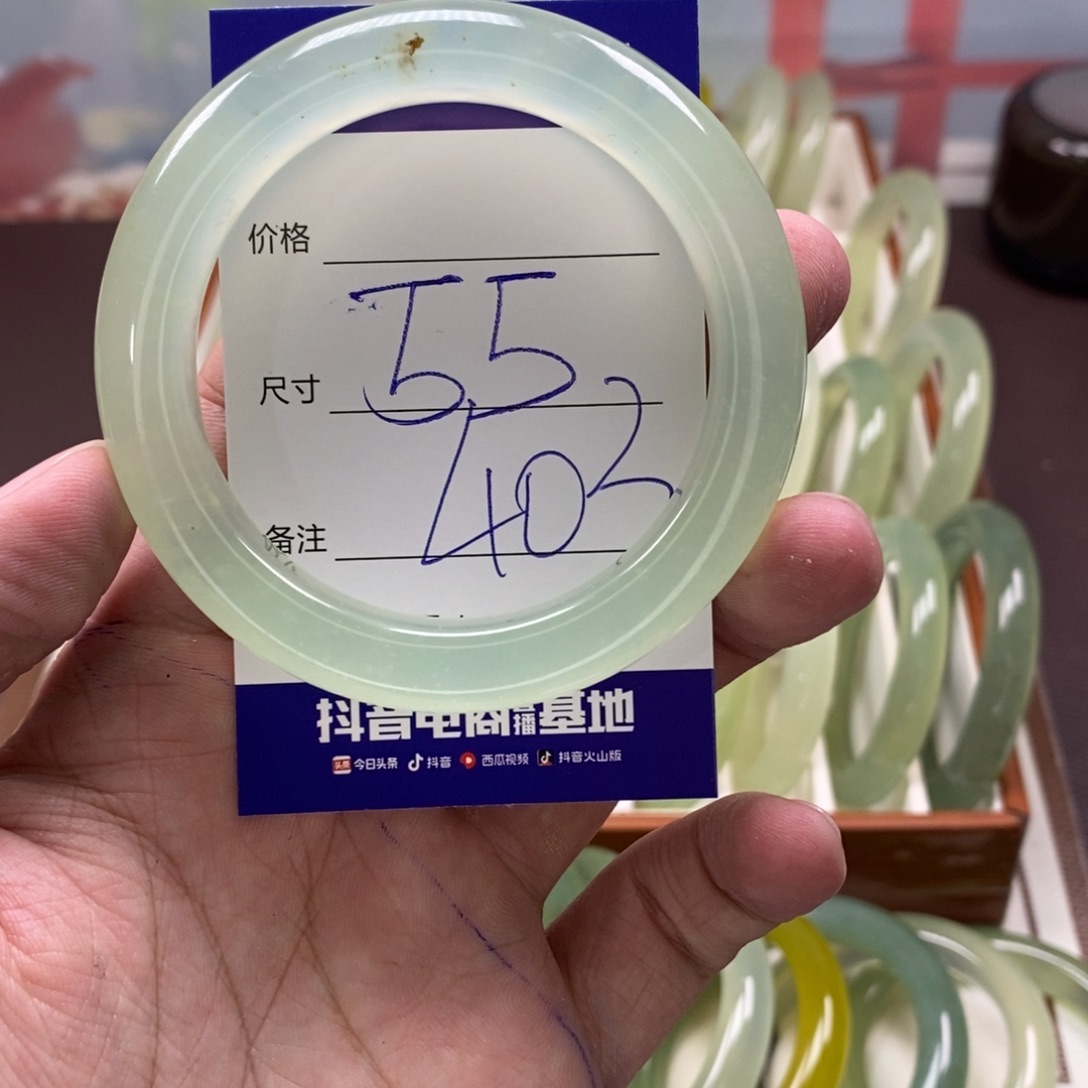 价格
55
尺寸
402
备注
抖音电商直播基地
今日头条 抖音 西瓜视频 抖音火山版